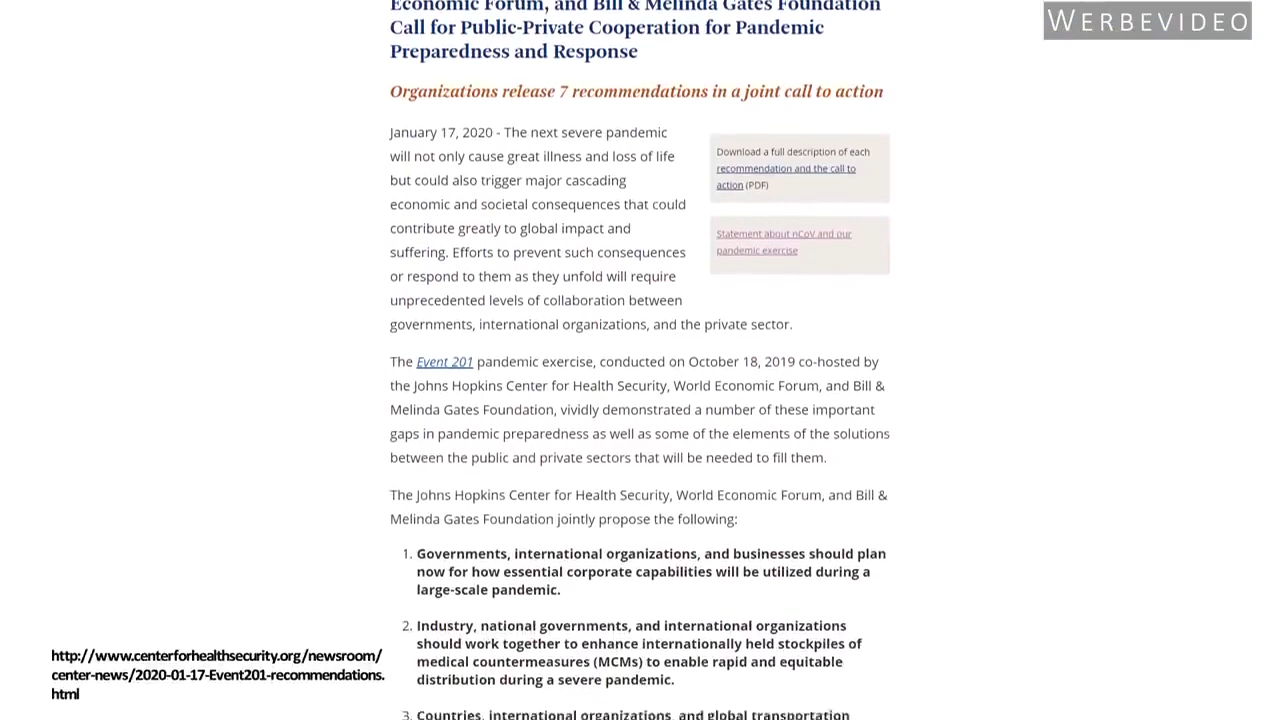 Economic Forum, and Bill & Melinda Gates Foundation
Call for Public-Private Cooperation for Pandemic
Preparedness and Response
WERBEVIDEO
Organizations release 7 recommendations in a joint call to action
January 17, 2020 - The next severe pandemic
will not only cause great illness and loss of life
but could also trigger major cascading
economic and societal consequences that could
contribute greatly to global impact and
suffering. Efforts to prevent such consequences
or respond to them as they unfold will require
unprecedented levels of collaboration between
governments, international organizations, and the private sector.
Download a full description of each
recommendation and the call to
action (PDF)
Statement about nCoV and our
pandemic exercise
The Event 201 pandemic exercise, conducted on October 18, 2019 co-hosted by
the Johns Hopkins Center for Health Security, World Economic Forum, and Bill &
Melinda Gates Foundation, vividly demonstrated a number of these important
gaps in pandemic preparedness as well as some of the elements of the solutions
between the public and private sectors that will be needed to fill them.
The Johns Hopkins Center for Health Security, World Economic Forum, and Bill &
Melinda Gates Foundation jointly propose the following:
1. Governments, international organizations, and businesses should plan
now for how essential corporate capabilities will be utilized during a
large-scale pandemic.
2. Industry, national governments, and international organizations
should work together to enhance internationally held stockpiles of
medical countermeasures (MCMs) to enable rapid and equitable
distribution during a severe pandemic.
3. Countries, international organizations, and global transportation
http://www.centerforhealthsecurity.org/newsroom/
center-news/2020-01-17-Event201-recommendations.
html